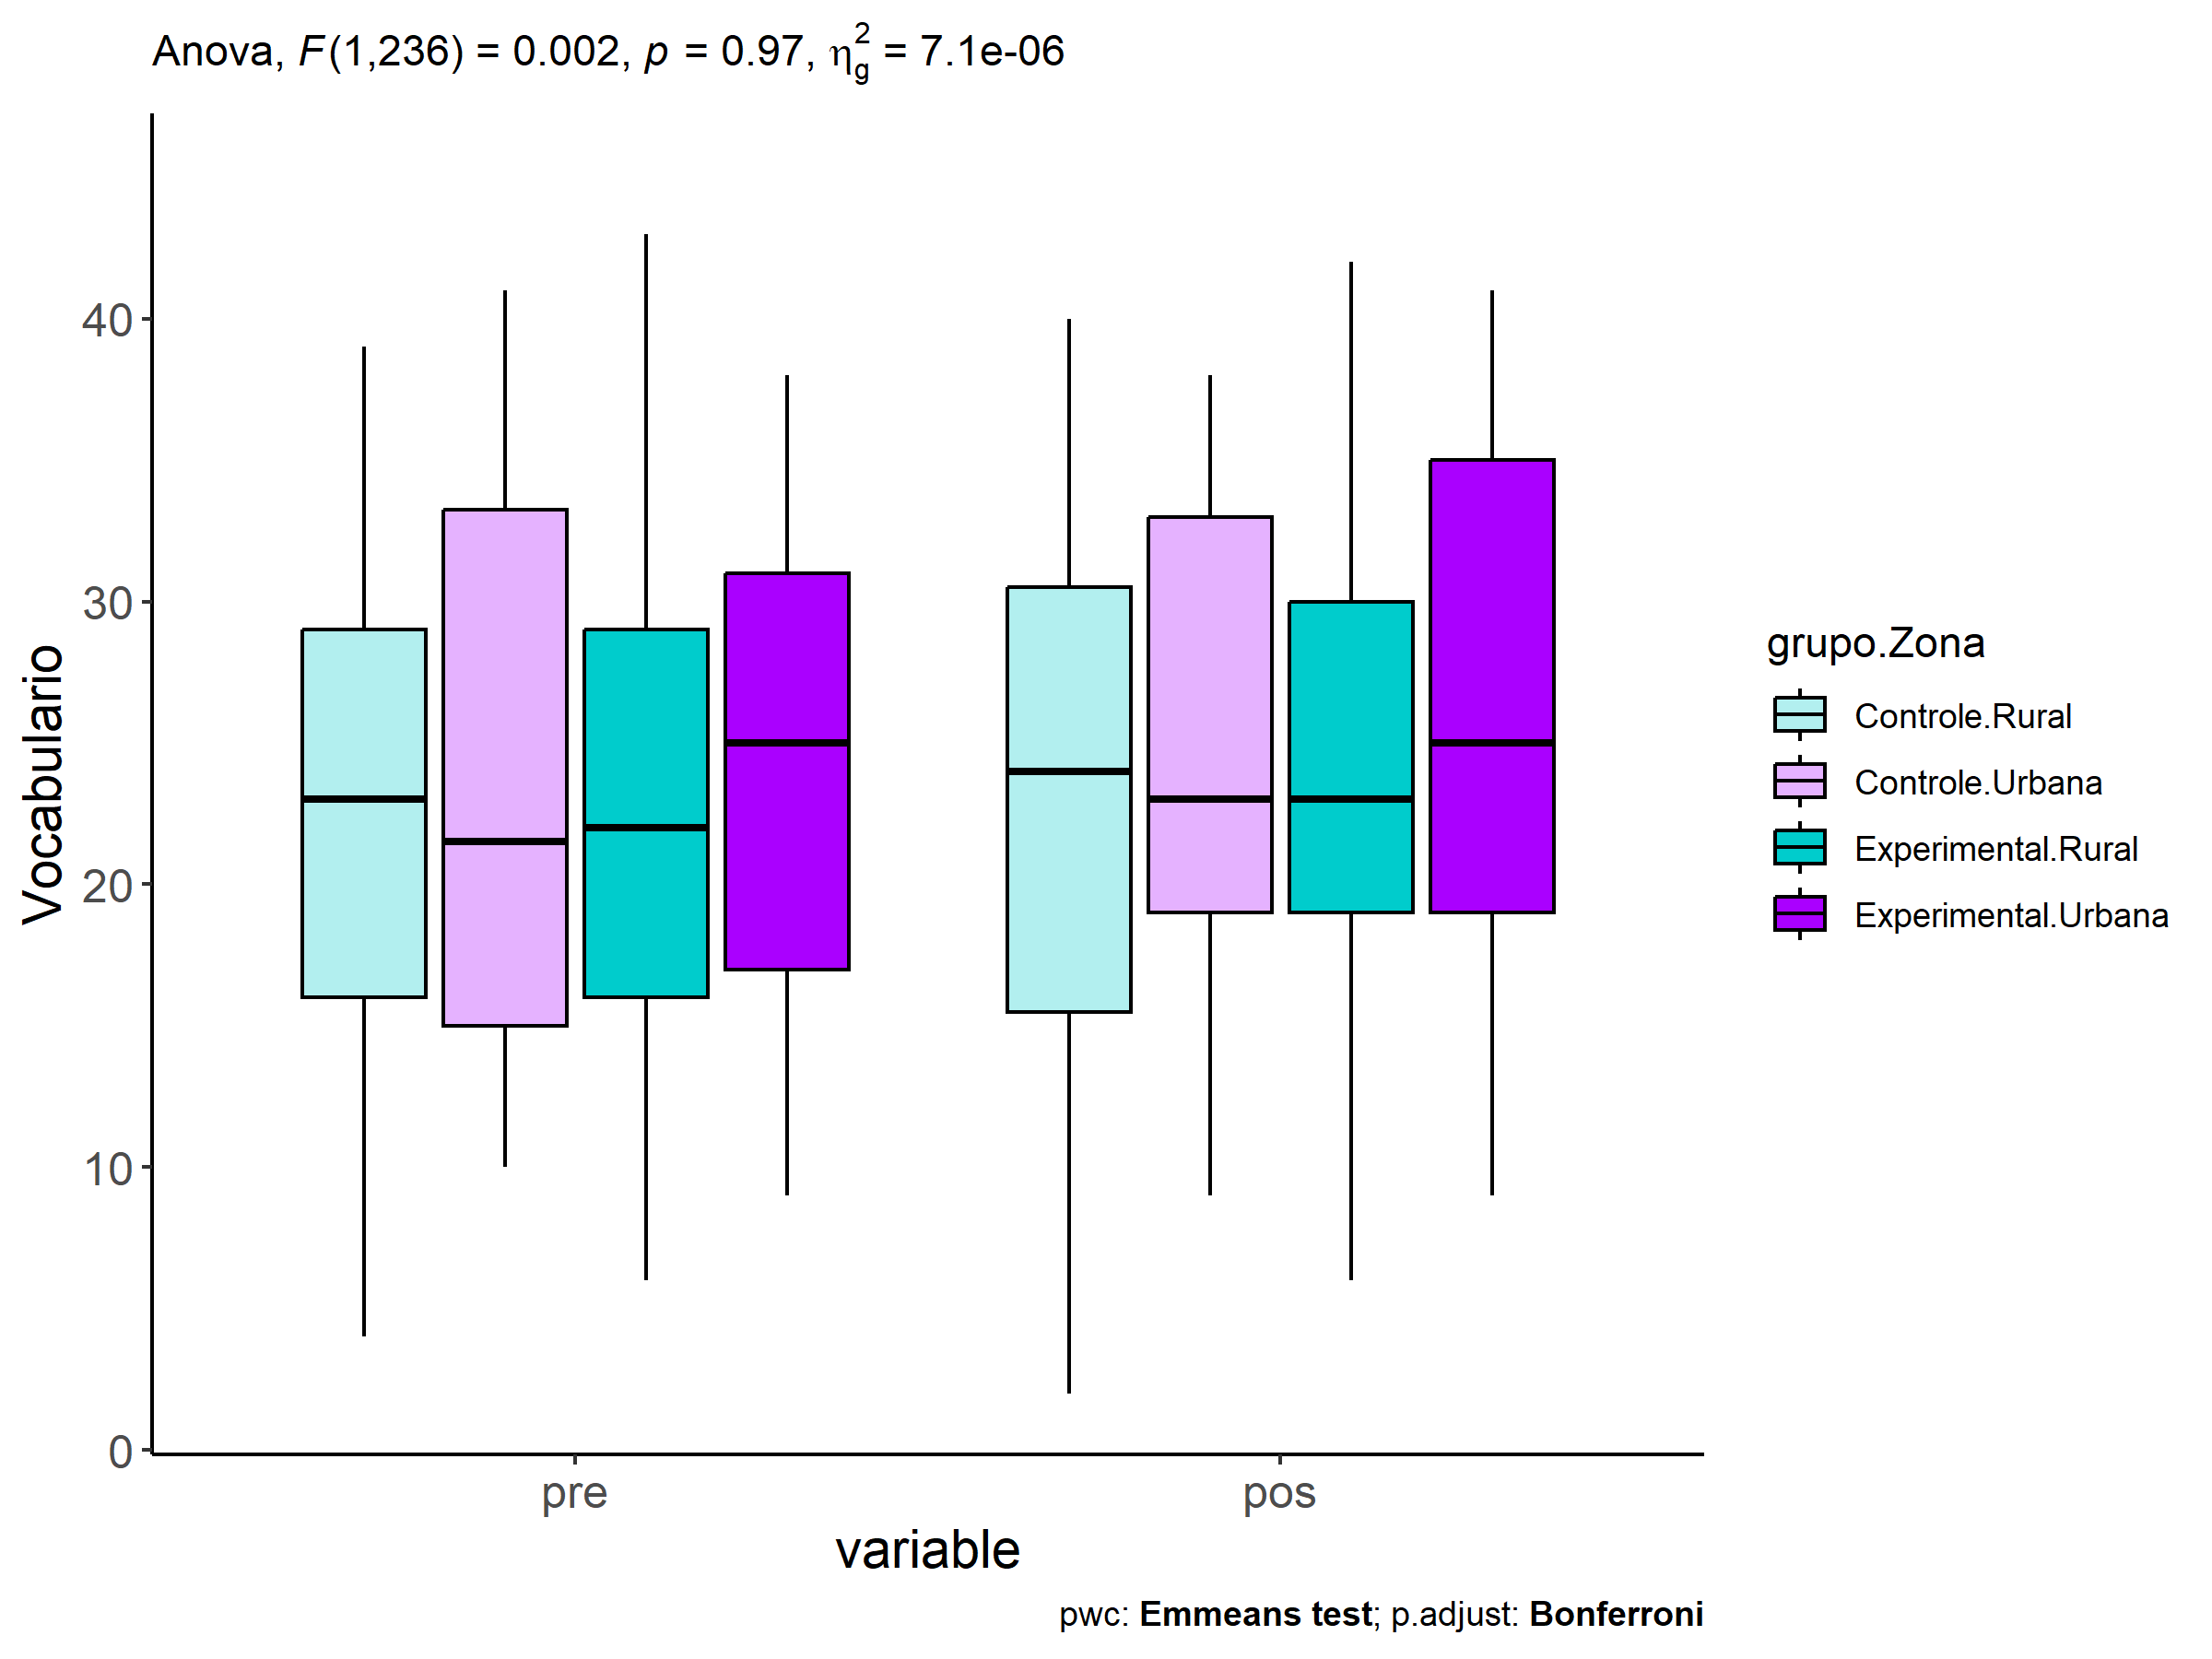 Anova, F(1,236) = 0.002, p = 0.97, η²g = 7.1e-06
Vocabulario
40
30
20
10
0
pre
pos
variable
grupo.Zona
Controle.Rural
Controle.Urbana
Experimental.Rural
Experimental.Urbana
pwc: Emmeans test; p.adjust: Bonferroni